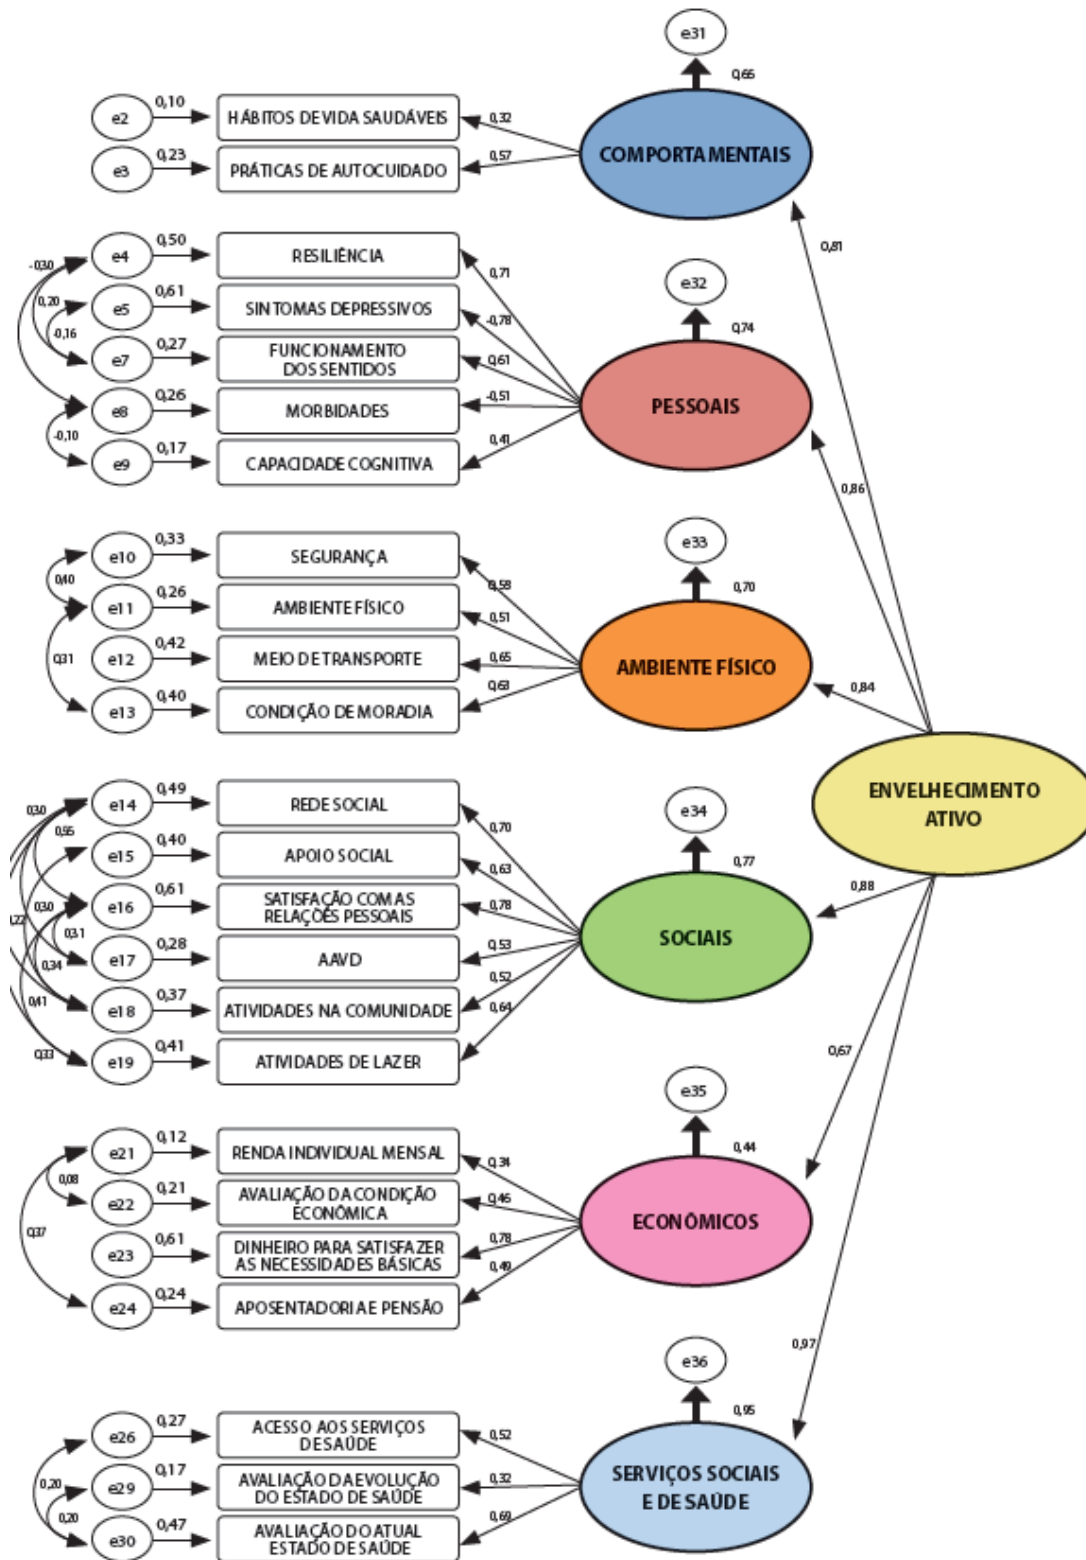 e31
0,66
COMPORTAMENTAIS
e2
0,10
HÁBITOS DE VIDA SAUDÁVEIS
0,32
e3
0,23
PRÁTICAS DE AUTOCUIDADO
0,57
0,81
e32
0,74
PESSOAIS
e4
0,50
RESILIÊNCIA
0,71
e5
0,61
SINTOMAS DEPRESSIVOS
-0,78
e7
0,27
FUNCIONAMENTO
DOS SENTIDOS
0,61
e8
0,26
MORBIDADES
-0,51
e9
0,17
CAPACIDADE COGNITIVA
0,41
-0,30
0,20
-0,16
-0,10
0,86
e33
0,70
AMBIENTE FÍSICO
e10
0,33
SEGURANÇA
0,58
e11
0,26
AMBIENTE FÍSICO
0,51
e12
0,42
MEIO DE TRANSPORTE
0,65
e13
0,40
CONDIÇÃO DE MORADIA
0,63
0,40
0,31
0,84
ENVELHECIMENTO
ATIVO
e34
0,77
SOCIAIS
e14
0,49
REDE SOCIAL
0,70
e15
0,40
APOIO SOCIAL
0,63
e16
0,61
SATISFAÇÃO COM AS
RELAÇÕES PESSOAIS
0,78
e17
0,28
AAVD
0,53
e18
0,37
ATIVIDADES NA COMUNIDADE
0,52
e19
0,41
ATIVIDADES DE LAZER
0,64
0,30
0,55
0,30
,22
0,31
0,34
0,41
0,33
0,88
e35
0,44
ECONÔMICOS
e21
0,12
RENDA INDIVIDUAL MENSAL
0,34
e22
0,21
AVALIAÇÃO DA CONDIÇÃO
ECONÔMICA
0,46
e23
0,61
DINHEIRO PARA SATISFAZER
AS NECESSIDADES BÁSICAS
0,78
e24
0,24
APOSENTADORIA E PENSÃO
0,49
0,08
0,37
0,67
e36
0,95
SERVIÇOS SOCIAIS
E DE SAÚDE
e26
0,27
ACESSO AOS SERVIÇOS
DE SAÚDE
0,52
e29
0,17
AVALIAÇÃO DA EVOLUÇÃO
DO ESTADO DE SAÚDE
0,32
e30
0,47
AVALIAÇÃO DO ATUAL
ESTADO DE SAÚDE
0,69
0,20
0,20
0,97